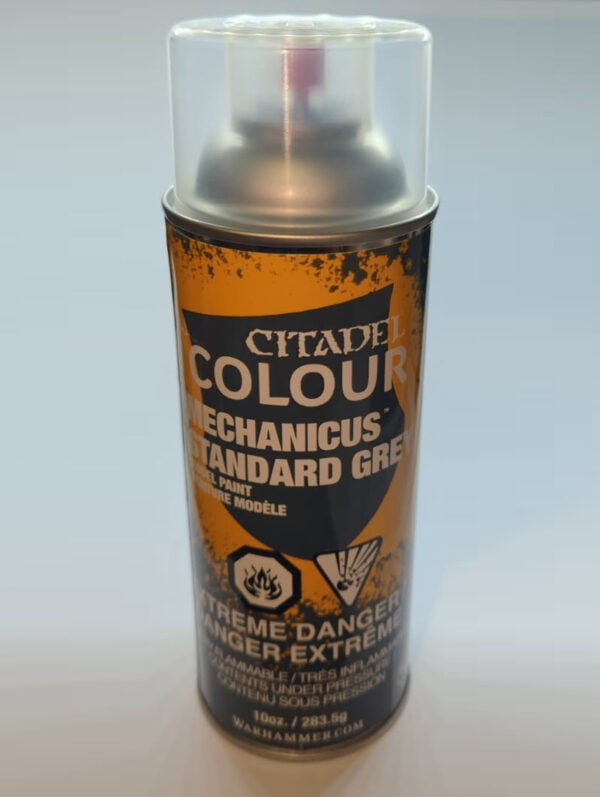 CITADEL
COLOUR
MECHANICUS™
STANDARD GREY
MODEL PAINT
PEINTURE MODÈLE
EXTREME DANGER
DANGER EXTRÊME
FLAMMABLE / TRÈS INFLAMMABLE
CONTENTS UNDER PRESSURE
CONTENU SOUS PRESSION
10oz. / 283.5g
WARHAMMER.COM